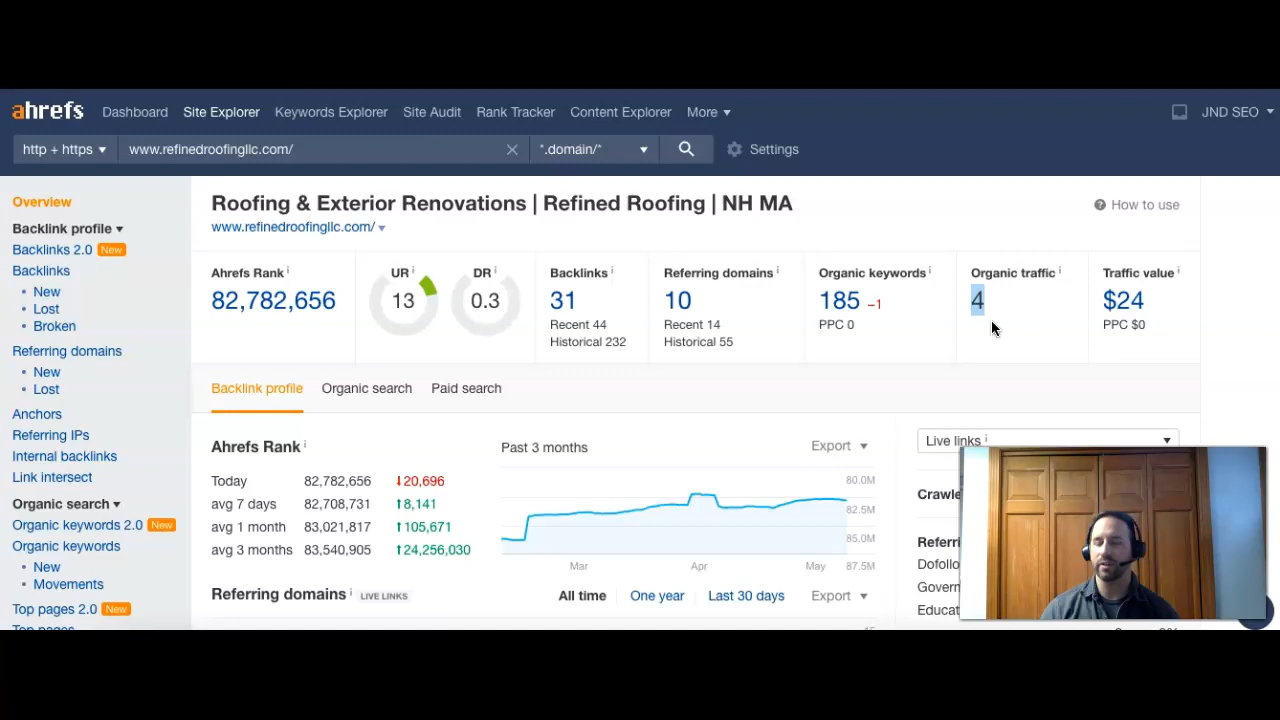 ahrefs Dashboard Site Explorer Keywords Explorer Site Audit Rank Tracker Content Explorer More JND SEO
http + https www.refinedroofingllc.com/ *.domain/* Settings
Overview
Backlink profile
Backlinks 2.0 New
Backlinks
New
Lost
Broken
Referring domains
New
Lost
Anchors
Referring IPs
Internal backlinks
Link intersect
Organic search
Organic keywords 2.0 New
Organic keywords
New
Movements
Top pages 2.0 New
Top pages
Roofing & Exterior Renovations | Refined Roofing | NH MA
How to use
www.refinedroofingllc.com/
Ahrefs Rank i
82,782,656
UR i
13
DR i
0.3
Backlinks i
31
Recent 44
Historical 232
Referring domains i
10
Recent 14
Historical 55
Organic keywords i
185 -1
PPC 0
Organic traffic i
4
Traffic value i
$24
PPC $0
Backlink profile Organic search Paid search
Ahrefs Rank i
Today 82,782,656 ↓20,696
avg 7 days 82,708,731 ↑8,141
avg 1 month 83,021,817 ↑105,671
avg 3 months 83,540,905 ↑24,256,030
Past 3 months Export
80.0M
82.5M
85.0M
87.5M
Mar Apr May
Live links i
Referring domains i LIVE LINKS
All time One year Last 30 days Export
Dofollo